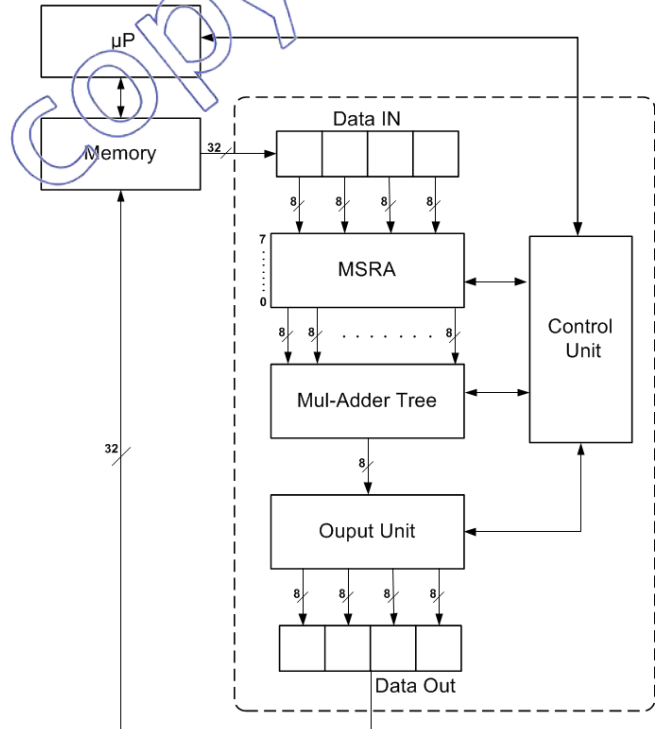 µP
Copy
Memory
32
Data IN
8 8 8 8
7
MSRA
0
8 8 . . . . . . . 8
Control
Unit
Mul-Adder Tree
32
8
Ouput Unit
8 8 8 8
Data Out